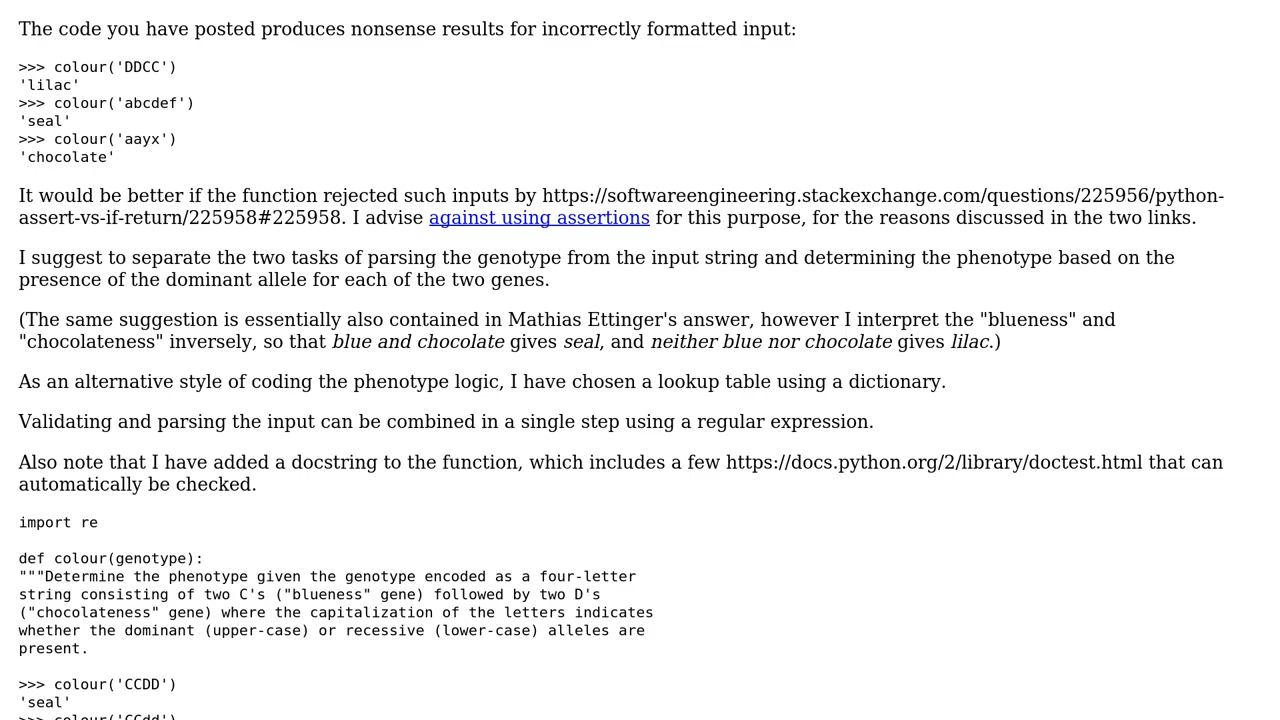 The code you have posted produces nonsense results for incorrectly formatted input:
>>> colour('DDCC')
'lilac'
>>> colour('abcdef')
'seal'
>>> colour('aayx')
'chocolate'
It would be better if the function rejected such inputs by https://softwareengineering.stackexchange.com/questions/225956/python-
assert-vs-if-return/225958#225958. I advise against using assertions for this purpose, for the reasons discussed in the two links.
I suggest to separate the two tasks of parsing the genotype from the input string and determining the phenotype based on the
presence of the dominant allele for each of the two genes.
(The same suggestion is essentially also contained in Mathias Ettinger's answer, however I interpret the "blueness" and
"chocolateness" inversely, so that blue and chocolate gives seal, and neither blue nor chocolate gives lilac.)
As an alternative style of coding the phenotype logic, I have chosen a lookup table using a dictionary.
Validating and parsing the input can be combined in a single step using a regular expression.
Also note that I have added a docstring to the function, which includes a few https://docs.python.org/2/library/doctest.html that can
automatically be checked.
import re
def colour(genotype):
"""Determine the phenotype given the genotype encoded as a four-letter
string consisting of two C's ("blueness" gene) followed by two D's
("chocolateness" gene) where the capitalization of the letters indicates
whether the dominant (upper-case) or recessive (lower-case) alleles are
present.
>>> colour('CCDD')
'seal'
>>> colour('CCdd')